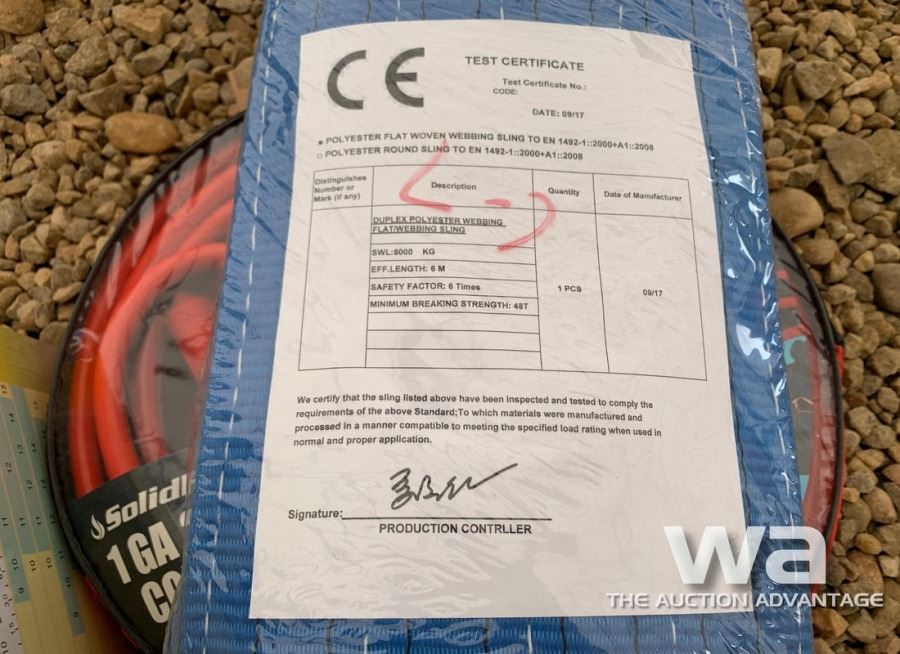 CE
TEST CERTIFICATE
Test Certificate No.:
CODE:
DATE: 09/17
■ POLYESTER FLAT WOVEN WEBBING SLING TO EN 1492-1::2000+A1::2008
□ POLYESTER ROUND SLING TO EN 1492-1::2000+A1::2008
Distinguishes
Number or
Mark (if any)
Description
Quantity
Date of Manufacturer
DUPLEX POLYESTER WEBBING
FLAT/WEBBING SLING
SWL:8000 KG
EFF.LENGTH: 6 M
SAFETY FACTOR: 6 Times
MINIMUM BREAKING STRENGTH: 48T
1 PCS
09/17
We certify that the sling listed above have been inspected and tested to comply the
requirements of the above Standard;To which materials were manufactured and
processed in a manner compatible to meeting the specified load rating when used in
normal and proper application.
Signature:
PRODUCTION CONTRLLER
1 GA
wa
THE AUCTION ADVANTAGE